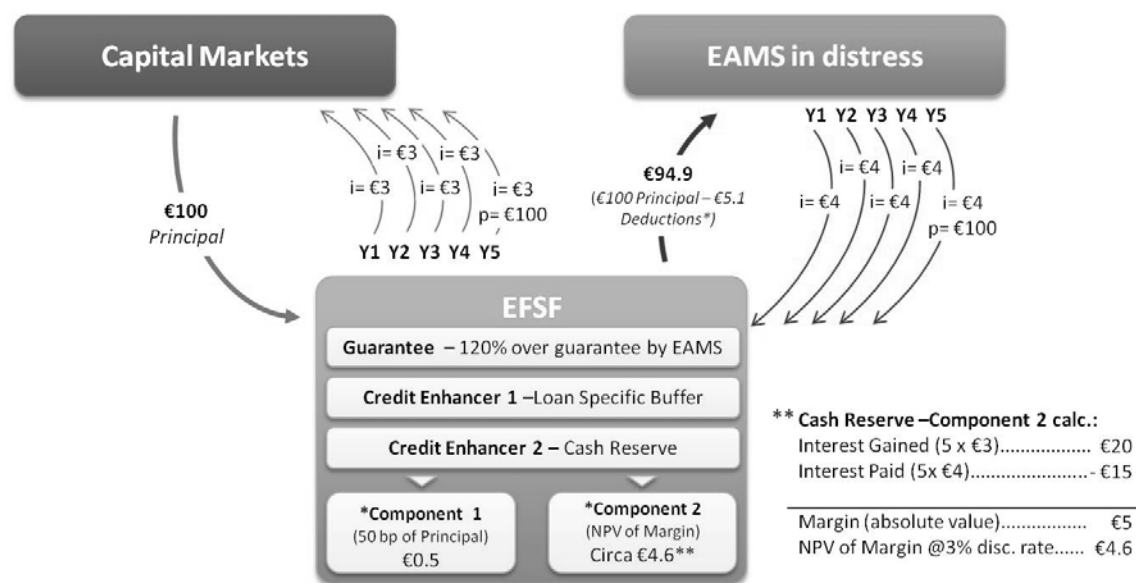 Capital Markets
EAMS in distress
€100
Principal
i= €3
i= €3
i= €3
i= €3
i= €3
p= €100
Y1 Y2 Y3 Y4 Y5
€94.9
(€100 Principal – €5.1
Deductions*)
Y1 Y2 Y3 Y4 Y5
i= €4
i= €4
i= €4
i= €4
i= €4
p= €100
EFSF
Guarantee – 120% over guarantee by EAMS
Credit Enhancer 1 –Loan Specific Buffer
Credit Enhancer 2 – Cash Reserve
*Component 1
(50 bp of Principal)
€0.5
*Component 2
(NPV of Margin)
Circa €4.6**
** Cash Reserve –Component 2 calc.:
Interest Gained (5 x €3).................. €20
Interest Paid (5x €4)....................... - €15
Margin (absolute value)................. €5
NPV of Margin @3% disc. rate...... €4.6